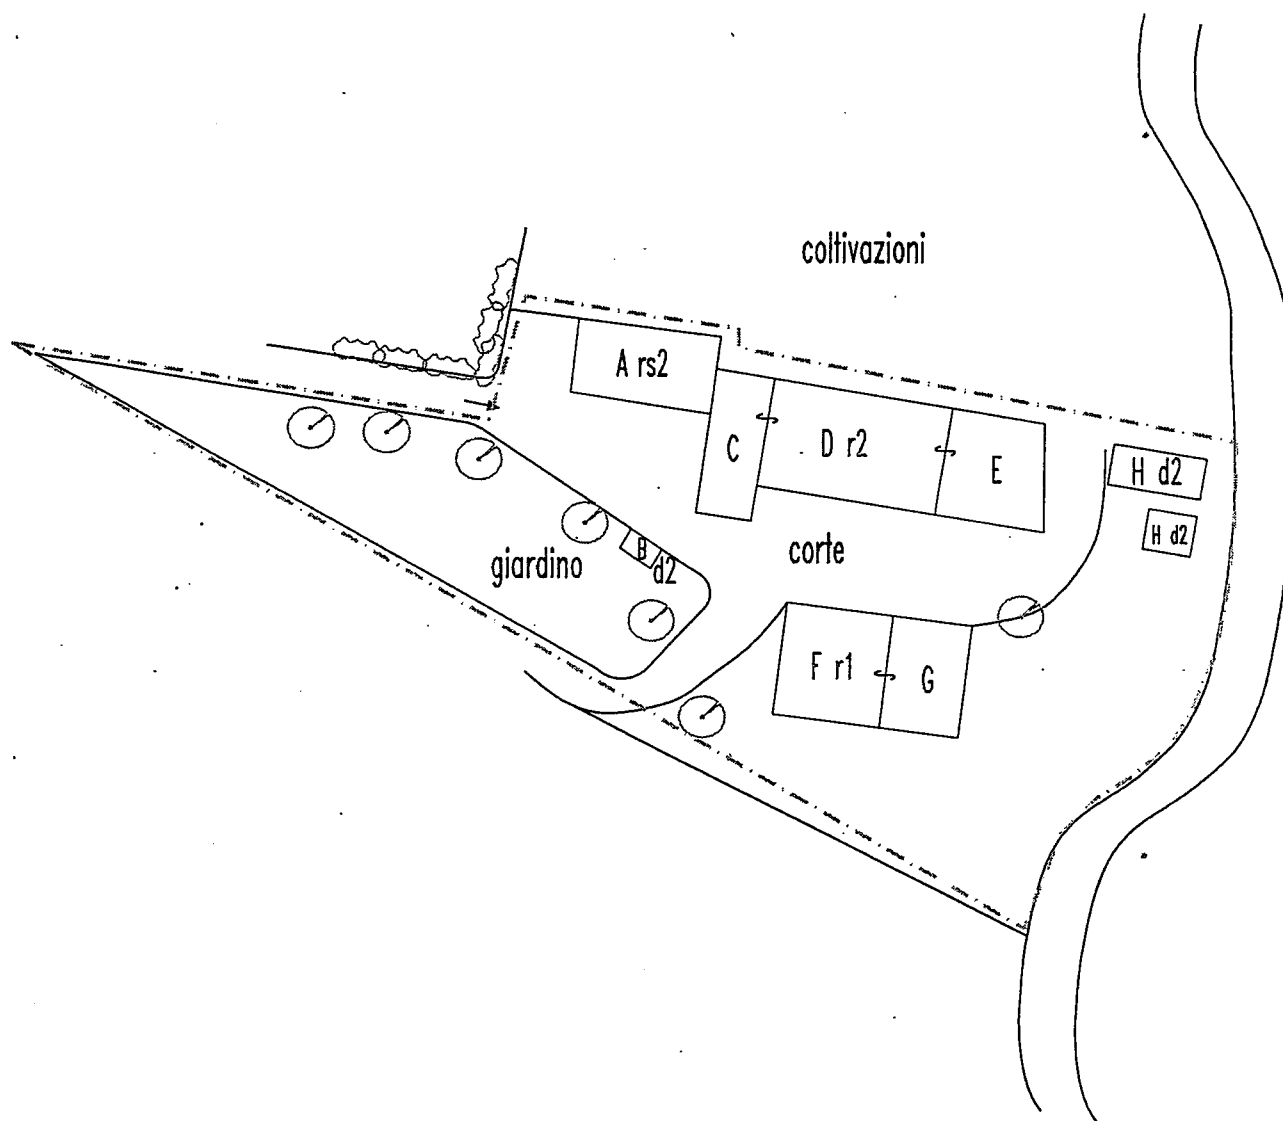 coltivazioni
A rs2
C
D r2
E
H d2
H d2
B
d2
giardino
corte
F r1
G